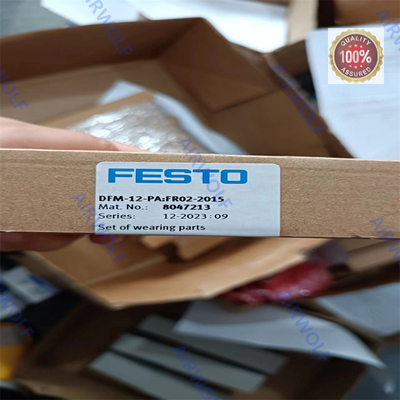 QUALITY
100%
ASSURED
FESTO
DFM-12-PA:FR02-2015
Mat. No.: 8047213
Series: 12-2023:09
Set of wearing parts
AIRWOLF